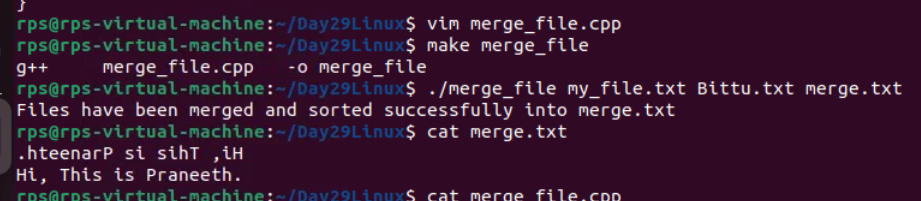 }
rps@rps-virtual-machine:~/Day29Linux$ vim merge_file.cpp
rps@rps-virtual-machine:~/Day29Linux$ make merge_file
g++     merge_file.cpp   -o merge_file
rps@rps-virtual-machine:~/Day29Linux$ ./merge_file my_file.txt Bittu.txt merge.txt
Files have been merged and sorted successfully into merge.txt
rps@rps-virtual-machine:~/Day29Linux$ cat merge.txt
.hteenarP si sihT ,iH
Hi, This is Praneeth.
rps@rps-virtual-machine:~/Day29Linux$ cat merge_file.cpp